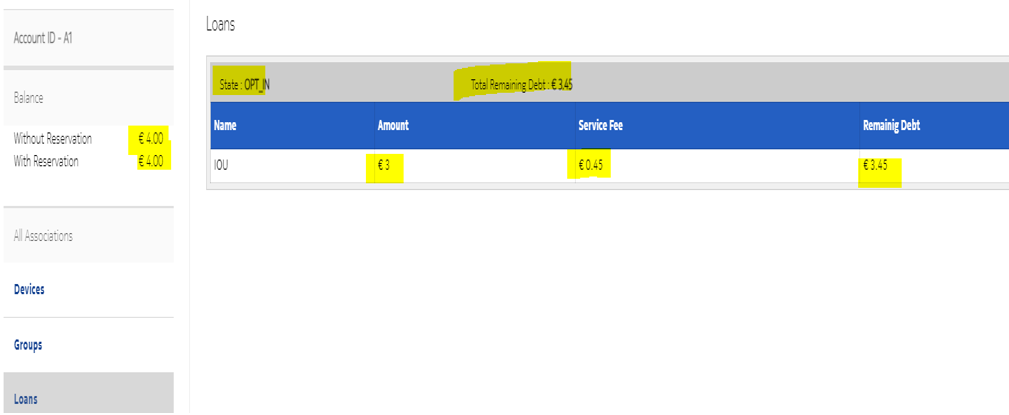 Account ID - A1
Balance
Without Reservation € 4.00
With Reservation € 4.00
All Associations
Devices
Groups
Loans
Loans
State : OPT_IN Total Remaining Debt : € 3.45
Name Amount Service Fee Remainig Debt
IOU € 3 € 0.45 € 3.45